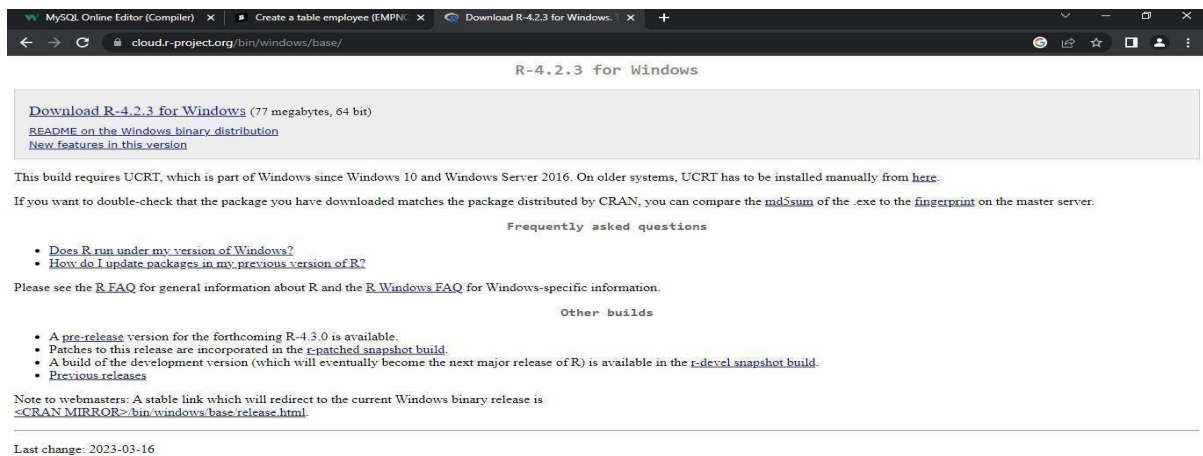 MySQL Online Editor (Compiler) Create a table employee (EMPNO Download R-4.2.3 for Windows.
cloud.r-project.org/bin/windows/base/
R-4.2.3 for Windows
Download R-4.2.3 for Windows (77 megabytes, 64 bit)
README on the Windows binary distribution
New features in this version
This build requires UCRT, which is part of Windows since Windows 10 and Windows Server 2016. On older systems, UCRT has to be installed manually from here.
If you want to double-check that the package you have downloaded matches the package distributed by CRAN, you can compare the md5sum of the .exe to the fingerprint on the master server.
Frequently asked questions
• Does R run under my version of Windows?
• How do I update packages in my previous version of R?
Please see the R FAQ for general information about R and the R Windows FAQ for Windows-specific information.
Other builds
• A pre-release version for the forthcoming R-4.3.0 is available.
• Patches to this release are incorporated in the r-patched snapshot build.
• A build of the development version (which will eventually become the next major release of R) is available in the r-devel snapshot build.
• Previous releases
Note to webmasters: A stable link which will redirect to the current Windows binary release is
<CRAN MIRROR>/bin/windows/base/release.html.
Last change: 2023-03-16